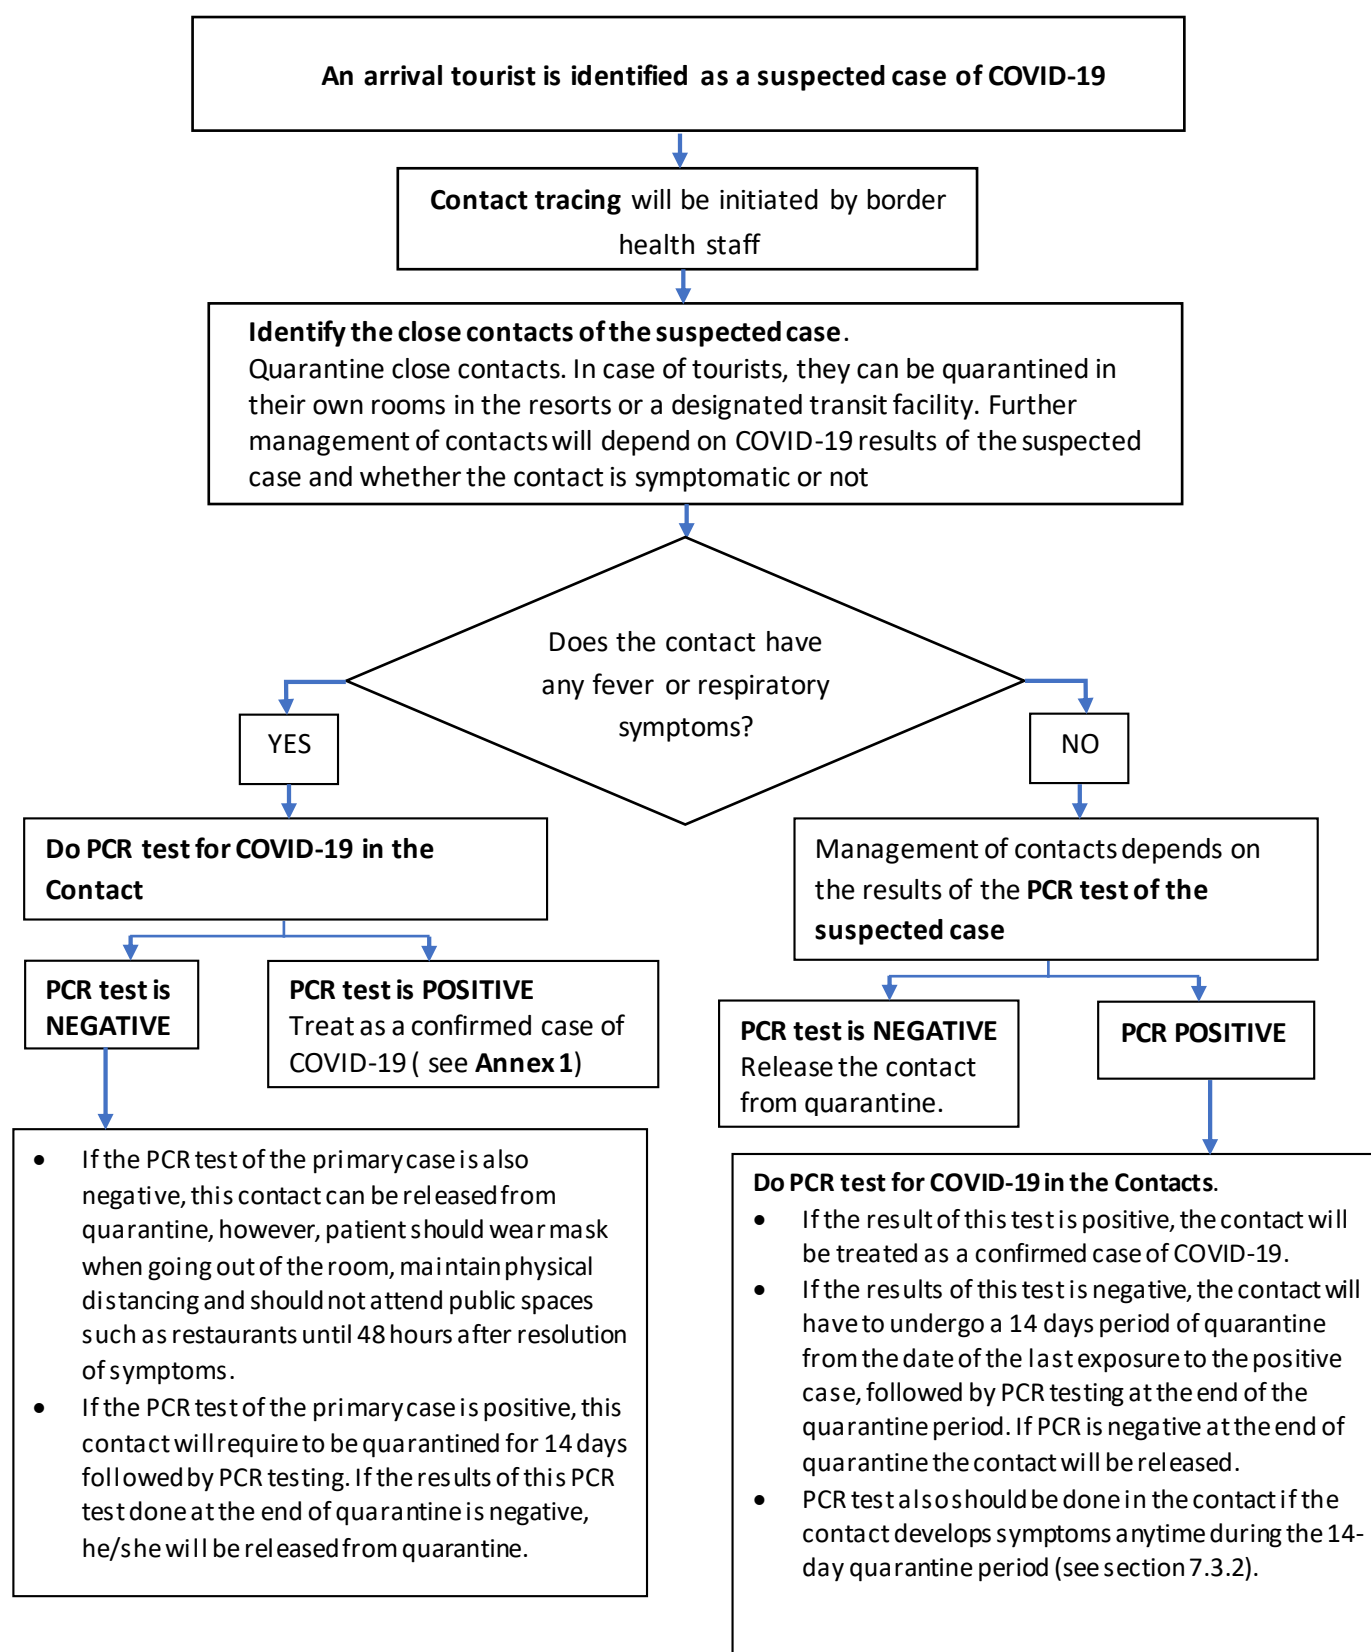 An arrival tourist is identified as a suspected case of COVID-19
Contact tracing will be initiated by border
health staff
Identify the close contacts of the suspected case.
Quarantine close contacts. In case of tourists, they can be quarantined in
their own rooms in the resorts or a designated transit facility. Further
management of contacts will depend on COVID-19 results of the suspected
case and whether the contact is symptomatic or not
Does the contact have
any fever or respiratory
symptoms?
YES
NO
Do PCR test for COVID-19 in the
Contact
Management of contacts depends on
the results of the PCR test of the
suspected case
PCR test is
NEGATIVE
PCR test is POSITIVE
Treat as a confirmed case of
COVID-19 ( see Annex 1)
PCR test is NEGATIVE
Release the contact
from quarantine.
PCR POSITIVE
• If the PCR test of the primary case is also
negative, this contact can be released from
quarantine, however, patient should wear mask
when going out of the room, maintain physical
distancing and should not attend public spaces
such as restaurants until 48 hours after resolution
of symptoms.
• If the PCR test of the primary case is positive, this
contact will require to be quarantined for 14 days
followed by PCR testing. If the results of this PCR
test done at the end of quarantine is negative,
he/she will be released from quarantine.
Do PCR test for COVID-19 in the Contacts.
• If the result of this test is positive, the contact will
be treated as a confirmed case of COVID-19.
• If the results of this test is negative, the contact will
have to undergo a 14 days period of quarantine
from the date of the last exposure to the positive
case, followed by PCR testing at the end of the
quarantine period. If PCR is negative at the end of
quarantine the contact will be released.
• PCR test also should be done in the contact if the
contact develops symptoms anytime during the 14-
day quarantine period (see section 7.3.2).